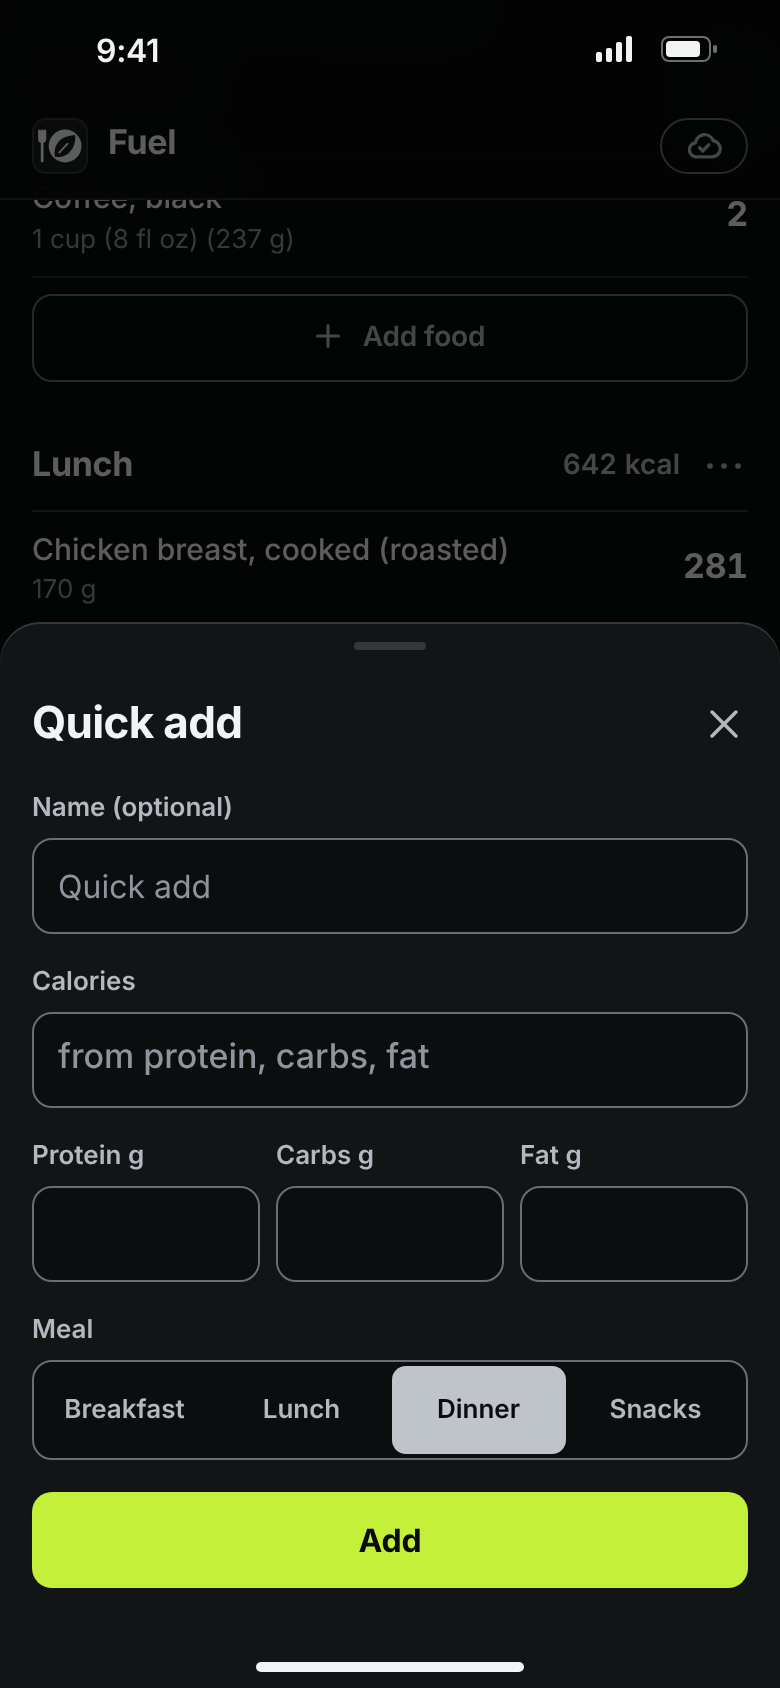 9:41
Fuel
Coffee, black
2
1 cup (8 fl oz) (237 g)
Add food
Lunch
642 kcal
Chicken breast, cooked (roasted)
281
170 g
Quick add
Name (optional)
Quick add
Calories
from protein, carbs, fat
Protein g Carbs g Fat g
Meal
Breakfast Lunch Dinner Snacks
Add